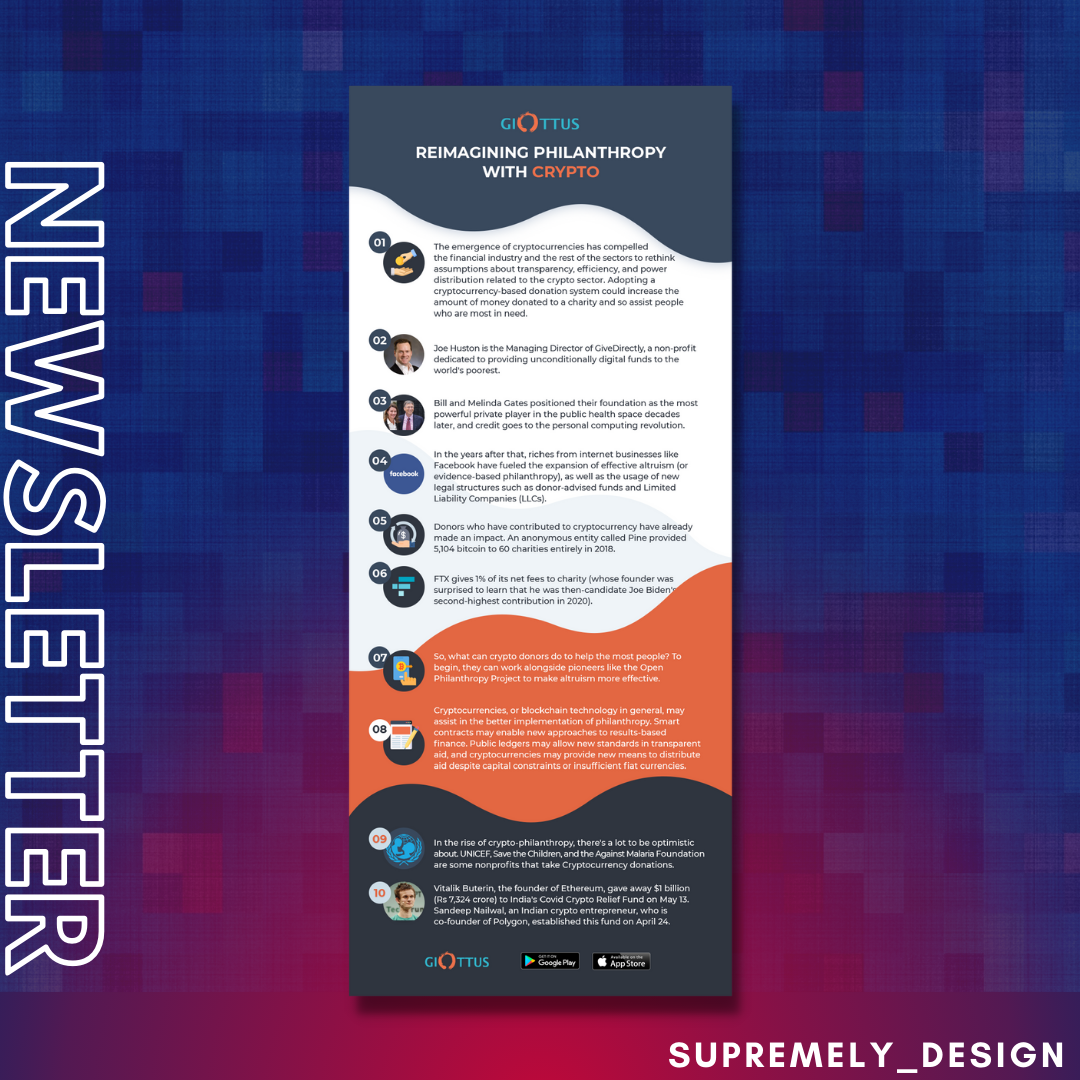 NEWSLETTER
GIOTTUS
REIMAGINING PHILANTHROPY
WITH CRYPTO
01
The emergence of cryptocurrencies has compelled
the financial industry and the rest of the sectors to rethink
assumptions about transparency, efficiency, and power
distribution related to the crypto sector. Adopting a
cryptocurrency-based donation system could increase the
amount of money donated to a charity and so assist people
who are most in need.
02
Joe Huston is the Managing Director of GiveDirectly, a non-profit
dedicated to providing unconditionally digital funds to the
world's poorest.
03
Bill and Melinda Gates positioned their foundation as the most
powerful private player in the public health space decades
later, and credit goes to the personal computing revolution.
04
facebook
In the years after that, riches from internet businesses like
Facebook have fueled the expansion of effective altruism (or
evidence-based philanthropy), as well as the usage of new
legal structures such as donor-advised funds and Limited
Liability Companies (LLCs).
05
Donors who have contributed to cryptocurrency have already
made an impact. An anonymous entity called Pine provided
5,104 bitcoin to 60 charities entirely in 2018.
06
FTX gives 1% of its net fees to charity (whose founder was
surprised to learn that he was then-candidate Joe Biden's
second-highest contribution in 2020).
07
So, what can crypto donors do to help the most people? To
begin, they can work alongside pioneers like the Open
Philanthropy Project to make altruism more effective.
08
Cryptocurrencies, or blockchain technology in general, may
assist in the better implementation of philanthropy. Smart
contracts may enable new approaches to results-based
finance. Public ledgers may allow new standards in transparent
aid, and cryptocurrencies may provide new means to distribute
aid despite capital constraints or insufficient fiat currencies.
09
In the rise of crypto-philanthropy, there's a lot to be optimistic
about. UNICEF, Save the Children, and the Against Malaria Foundation
are some nonprofits that take Cryptocurrency donations.
10
Vitalik Buterin, the founder of Ethereum, gave away $1 billion
(Rs 7,324 crore) to India's Covid Crypto Relief Fund on May 13.
Sandeep Nailwal, an Indian crypto entrepreneur, who is
co-founder of Polygon, established this fund on April 24.
GIOTTUS
GET IT ON
Google Play
Available on the
App Store
SUPREMELY_DESIGN